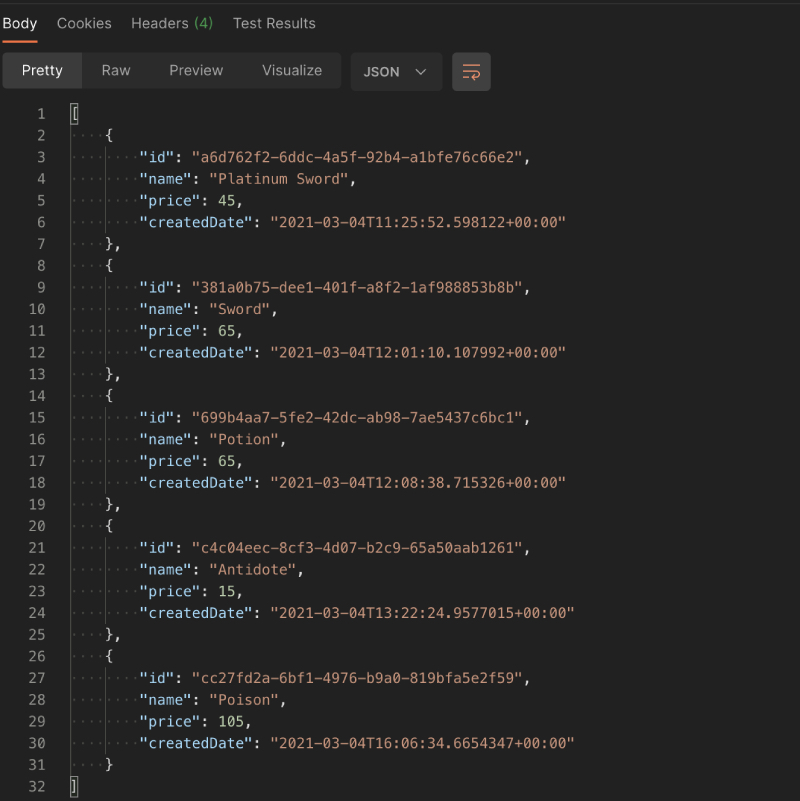 Body Cookies Headers (4) Test Results
Pretty Raw Preview Visualize JSON
1 [
2 {
3 "id": "a6d762f2-6ddc-4a5f-92b4-a1bfe76c66e2",
4 "name": "Platinum Sword",
5 "price": 45,
6 "createdDate": "2021-03-04T11:25:52.598122+00:00"
7 },
8 {
9 "id": "381a0b75-dee1-401f-a8f2-1af988853b8b",
10 "name": "Sword",
11 "price": 65,
12 "createdDate": "2021-03-04T12:01:10.107992+00:00"
13 },
14 {
15 "id": "699b4aa7-5fe2-42dc-ab98-7ae5437c6bc1",
16 "name": "Potion",
17 "price": 65,
18 "createdDate": "2021-03-04T12:08:38.715326+00:00"
19 },
20 {
21 "id": "c4c04eec-8cf3-4d07-b2c9-65a50aab1261",
22 "name": "Antidote",
23 "price": 15,
24 "createdDate": "2021-03-04T13:22:24.9577015+00:00"
25 },
26 {
27 "id": "cc27fd2a-6bf1-4976-b9a0-819bfa5e2f59",
28 "name": "Poison",
29 "price": 105,
30 "createdDate": "2021-03-04T16:06:34.6654347+00:00"
31 }
32 ]